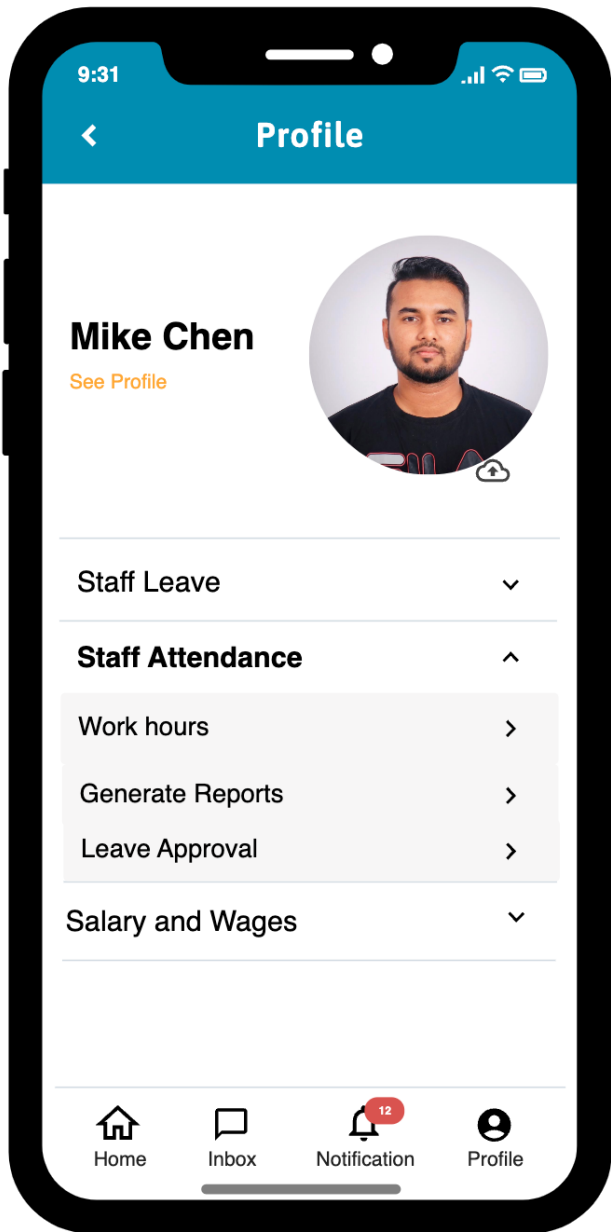 9:31
Profile
Mike Chen
See Profile
Staff Leave
Staff Attendance
Work hours
Generate Reports
Leave Approval
Salary and Wages
12
Home Inbox Notification Profile